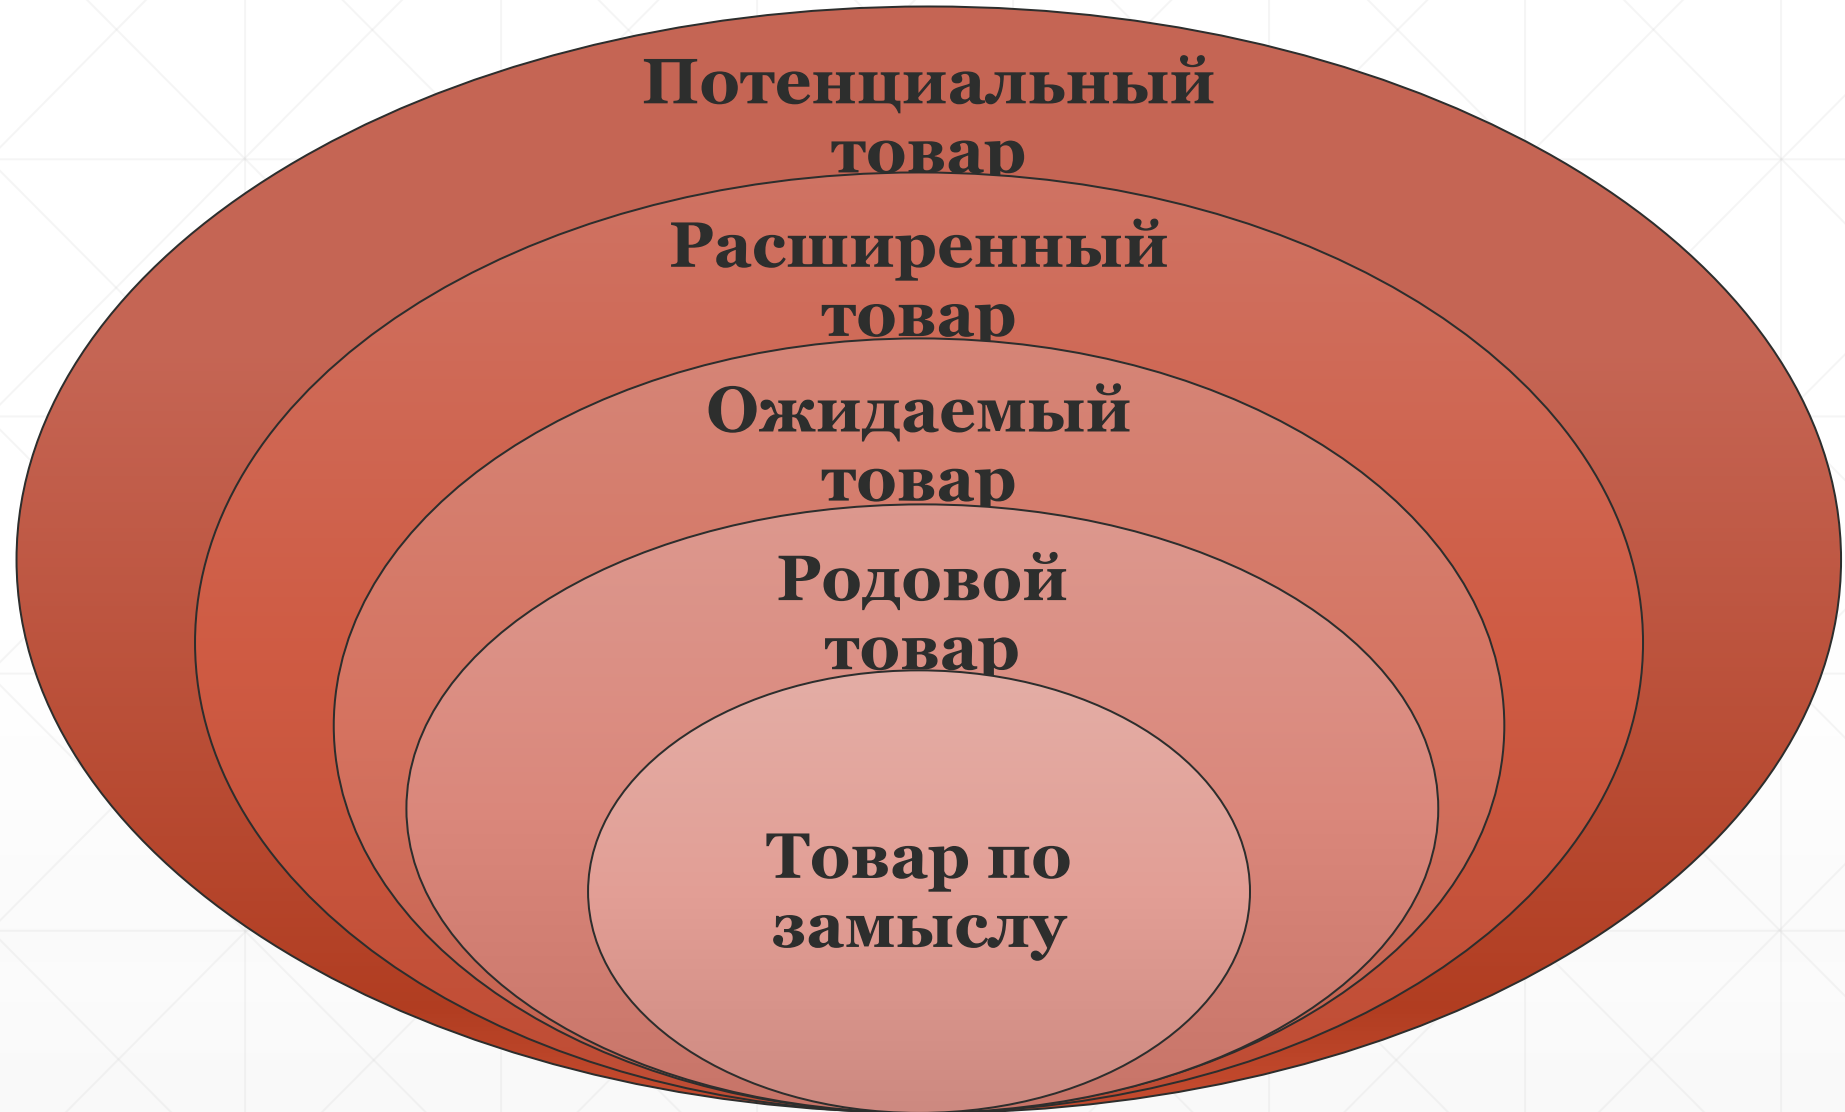 Потенциальный
товар
Расширенный
товар
Ожидаемый
товар
Родовой
товар
Товар по
замыслу